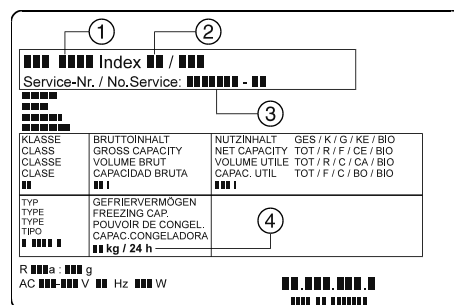 1 2
Index /
Service-Nr. / No.Service: -
3
KLASSE BRUTTOINHALT NUTZINHALT GES / K / G / KE / BIO
CLASS GROSS CAPACITY NET CAPACITY TOT / R / F / CE / BIO
CLASSE VOLUME BRUT VOLUME UTILE TOT / R / C / CA / BIO
CLASE CAPACIDAD BRUTA CAPAC. UTIL TOT / F / C / BO / BIO
l l
TYP GEFRIERVERMÖGEN
TYPE FREEZING CAP.
TYPE POUVOIR DE CONGEL.
TIPO CAPAC.CONGELADORA
4
kg / 24 h
R a : g
AC - V Hz W